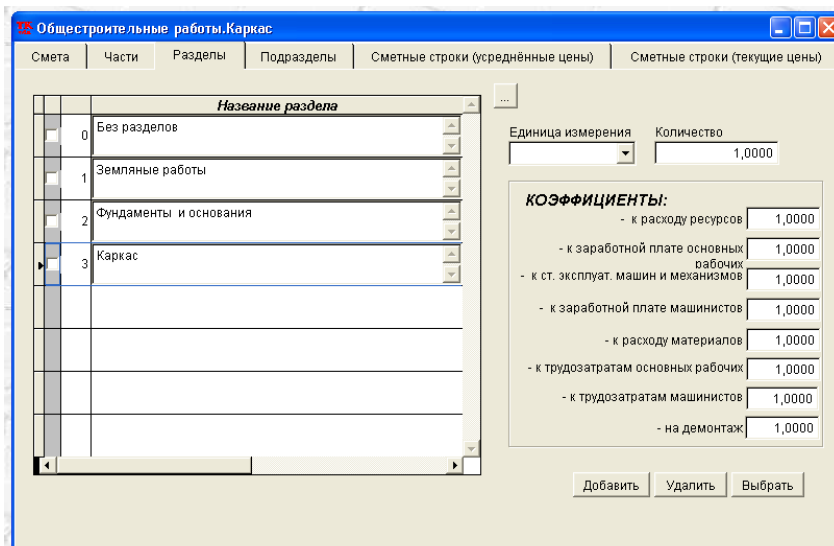 Общестроительные работы.Каркас
Смета
Части
Разделы
Подразделы
Сметные строки (усреднённые цены)
Сметные строки (текущие цены)
Название раздела
...
0 Без разделов
1 Земляные работы
2 Фундаменты и основания
3 Каркас
Единица измерения
Количество
1,0000
КОЭФФИЦИЕНТЫ:
- к расходу ресурсов 1,0000
- к заработной плате основных 1,0000
рабочих
- к ст. эксплуат. машин и механизмов 1,0000
- к заработной плате машинистов 1,0000
- к расходу материалов 1,0000
- к трудозатратам основных рабочих 1,0000
- к трудозатратам машинистов 1,0000
- на демонтаж 1,0000
Добавить
Удалить
Выбрать